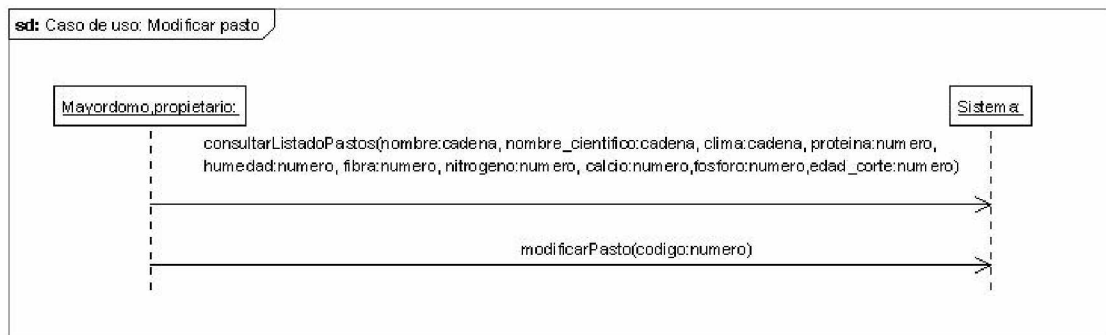 sd: Caso de uso: Modificar pasto
Mayordomo,propietario:
Sistema:
consultarListadoPastos(nombre:cadena, nombre_cientifico:cadena, clima:cadena, proteina:numero,
humedad:numero, fibra:numero, nitrogeno:numero, calcio:numero,fosforo:numero,edad_corte:numero)
modificarPasto(codigo:numero)